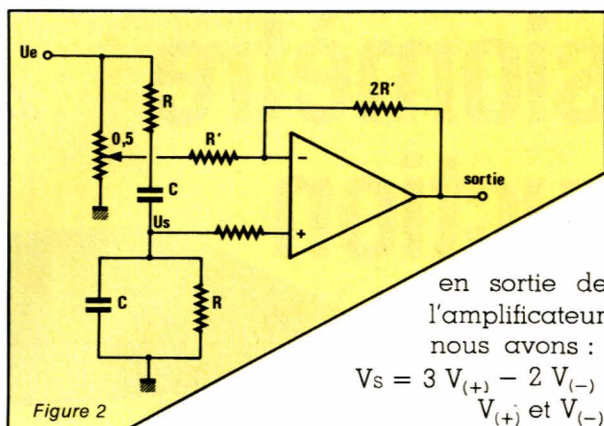 Ue
R
2R'
0,5
R'
−
sortie
C
Us
+
C
R
en sortie de
l'amplificateur
nous avons :
Vs = 3 V(+) − 2 V(−)
V(+) et V(−)
Figure 2